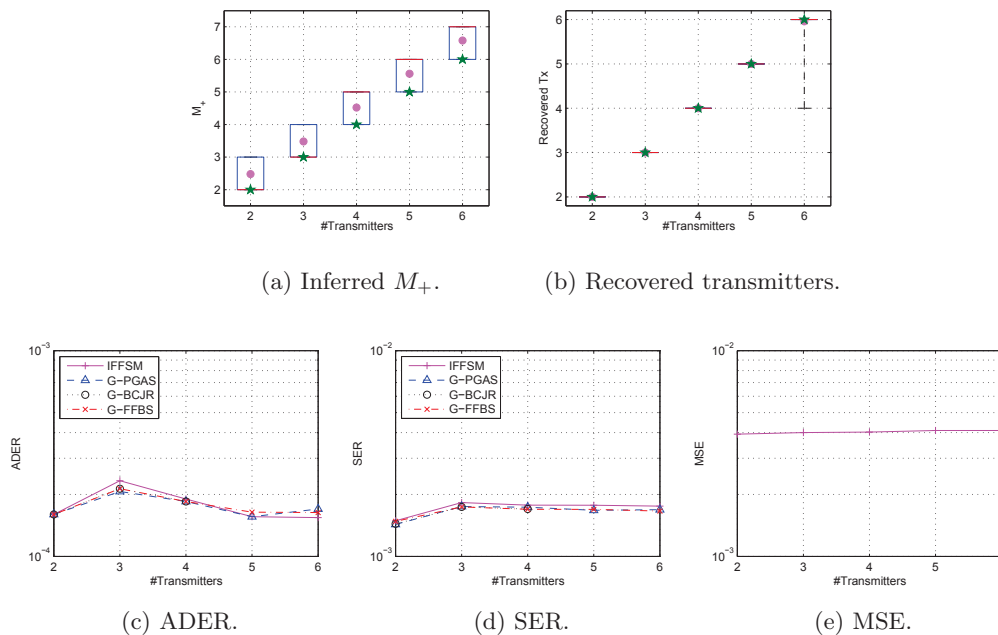 7
6
5
4
3
2
M+
2 3 4 5 6
#Transmitters
6
5
4
3
2
Recovered Tx
2 3 4 5 6
#Transmitters
(a) Inferred M₊.
(b) Recovered transmitters.
10⁻³
10⁻⁴
ADER
IFFSM
G−PGAS
G−BCJR
G−FFBS
2 3 4 5 6
#Transmitters
10⁻²
10⁻³
SER
IFFSM
G−PGAS
G−BCJR
G−FFBS
2 3 4 5 6
#Transmitters
10⁻²
10⁻³
MSE
2 3 4 5
#Transmitters
(c) ADER.
(d) SER.
(e) MSE.